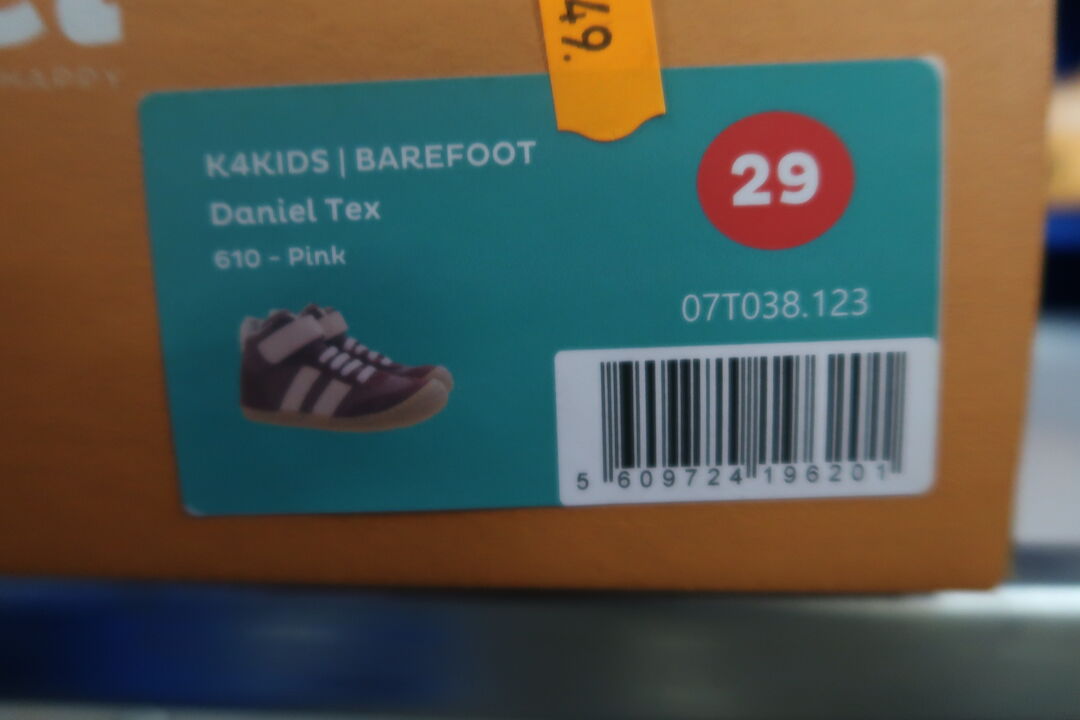 HAPPY
49.
K4KIDS | BAREFOOT
Daniel Tex
610 - Pink
29
07T038.123
5 609724 196201